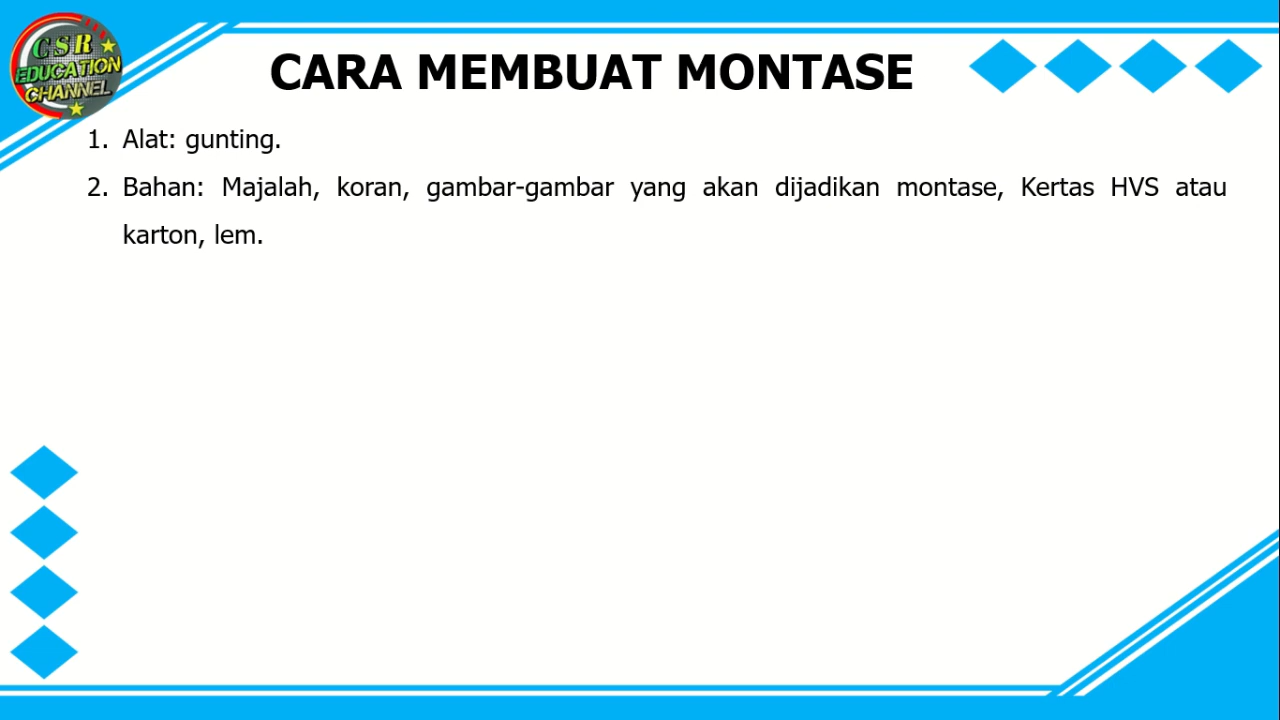 CSR
EDUCATION
CHANNEL
CARA MEMBUAT MONTASE
1. Alat: gunting.
2. Bahan: Majalah, koran, gambar-gambar yang akan dijadikan montase, Kertas HVS atau
karton, lem.